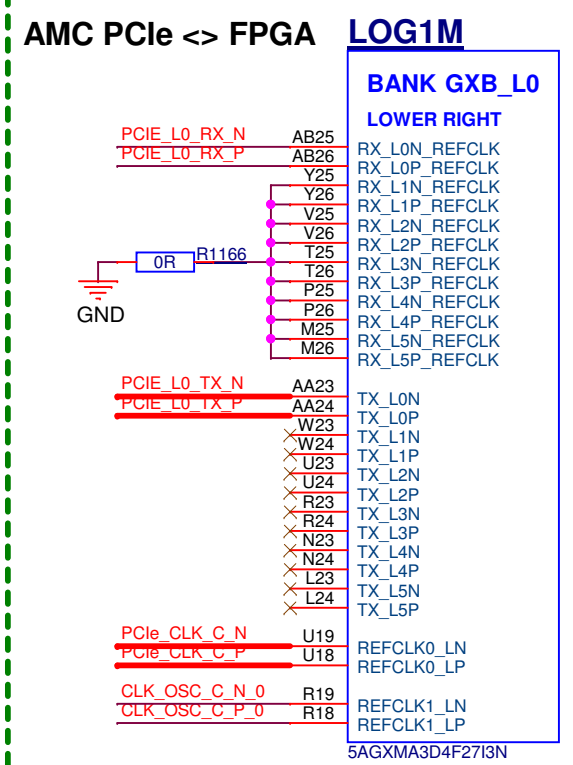 AMC PCIe <> FPGA LOG1M
BANK GXB_L0
LOWER RIGHT
PCIE_L0_RX_N AB25 RX_L0N_REFCLK
PCIE_L0_RX_P AB26 RX_L0P_REFCLK
Y25 RX_L1N_REFCLK
Y26 RX_L1P_REFCLK
V25 RX_L2N_REFCLK
V26 RX_L2P_REFCLK
0R R1166 T25 RX_L3N_REFCLK
T26 RX_L3P_REFCLK
GND P25 RX_L4N_REFCLK
P26 RX_L4P_REFCLK
M25 RX_L5N_REFCLK
M26 RX_L5P_REFCLK
PCIE_L0_TX_N AA23 TX_L0N
PCIE_L0_TX_P AA24 TX_L0P
W23 TX_L1N
W24 TX_L1P
U23 TX_L2N
U24 TX_L2P
R23 TX_L3N
R24 TX_L3P
N23 TX_L4N
N24 TX_L4P
L23 TX_L5N
L24 TX_L5P
PCIe_CLK_C_N U19 REFCLK0_LN
PCIe_CLK_C_P U18 REFCLK0_LP
CLK_OSC_C_N_0 R19 REFCLK1_LN
CLK_OSC_C_P_0 R18 REFCLK1_LP
5AGXMA3D4F27I3N